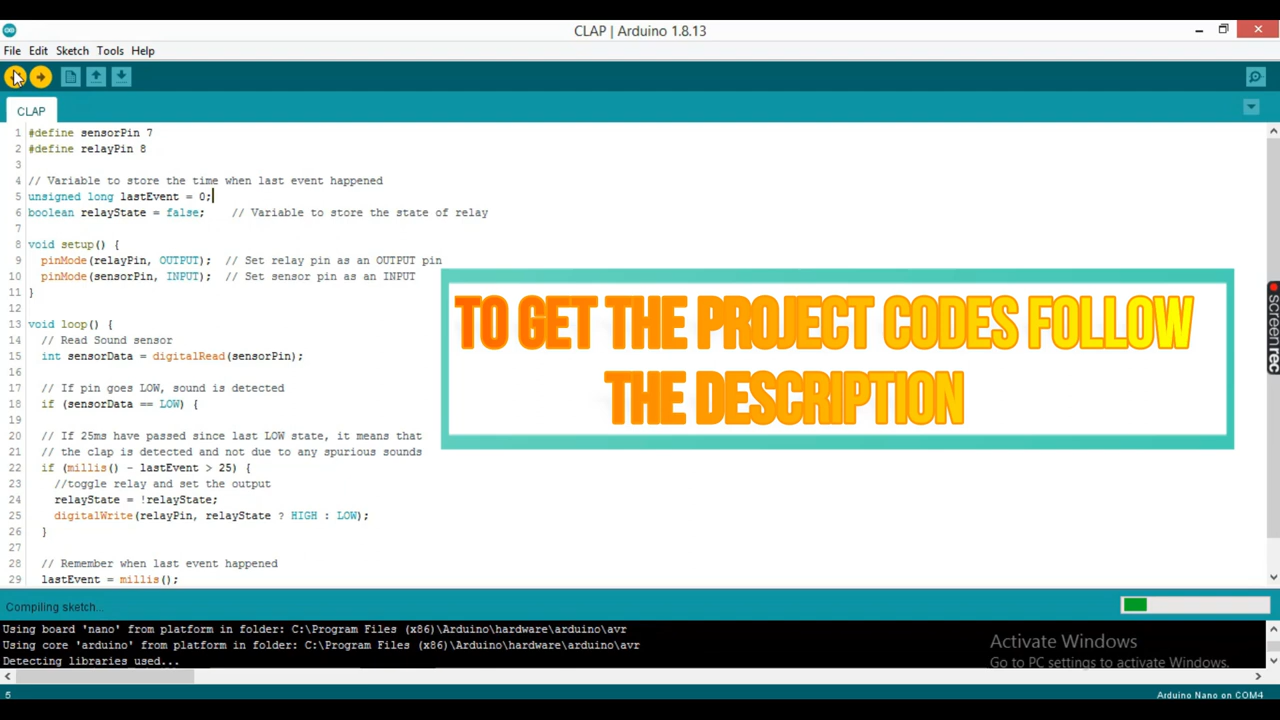 CLAP | Arduino 1.8.13
File Edit Sketch Tools Help
CLAP
1 #define sensorPin 7
2 #define relayPin 8
3
4 // Variable to store the time when last event happened
5 unsigned long lastEvent = 0;
6 boolean relayState = false;    // Variable to store the state of relay
7
8 void setup() {
9   pinMode(relayPin, OUTPUT);  // Set relay pin as an OUTPUT pin
10   pinMode(sensorPin, INPUT);  // Set sensor pin as an INPUT
11 }
12
13 void loop() {
14   // Read Sound sensor
15   int sensorData = digitalRead(sensorPin);
16
17   // If pin goes LOW, sound is detected
18   if (sensorData == LOW) {
19
20   // If 25ms have passed since last LOW state, it means that
21   // the clap is detected and not due to any spurious sounds
22   if (millis() - lastEvent > 25) {
23     //toggle relay and set the output
24     relayState = !relayState;
25     digitalWrite(relayPin, relayState ? HIGH : LOW);
26   }
27
28   // Remember when last event happened
29   lastEvent = millis();
TO GET THE PROJECT CODES FOLLOW
THE DESCRIPTION
screenrec
Compiling sketch...
Using board 'nano' from platform in folder: C:\Program Files (x86)\Arduino\hardware\arduino\avr
Using core 'arduino' from platform in folder: C:\Program Files (x86)\Arduino\hardware\arduino\avr
Detecting libraries used...
Activate Windows
Go to PC settings to activate Windows.
5
Arduino Nano on COM4